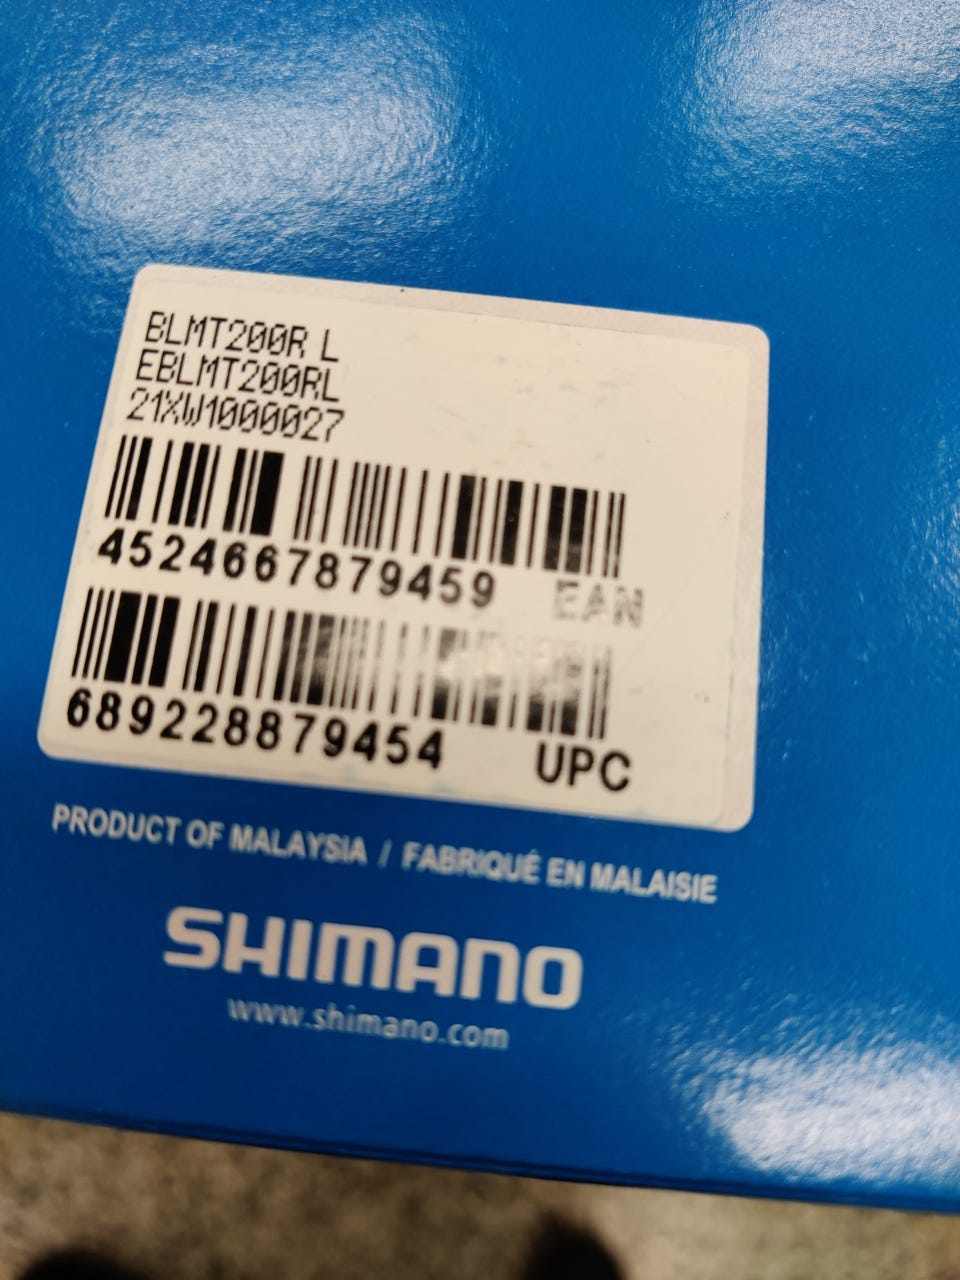 BLMT200R L
EBLMT200RL
21XW1000027
4524667879459 EAN
689228879454 UPC
PRODUCT OF MALAYSIA / FABRIQUÉ EN MALAISIE
SHIMANO
www.shimano.com